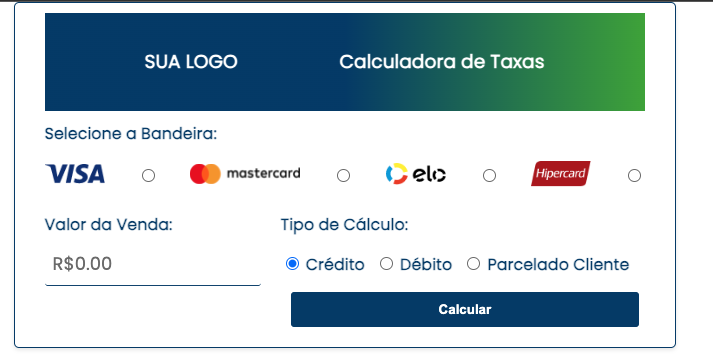 SUA LOGO Calculadora de Taxas
Selecione a Bandeira:
VISA mastercard elo Hipercard
Valor da Venda: Tipo de Cálculo:
R$0.00 Crédito Débito Parcelado Cliente
Calcular